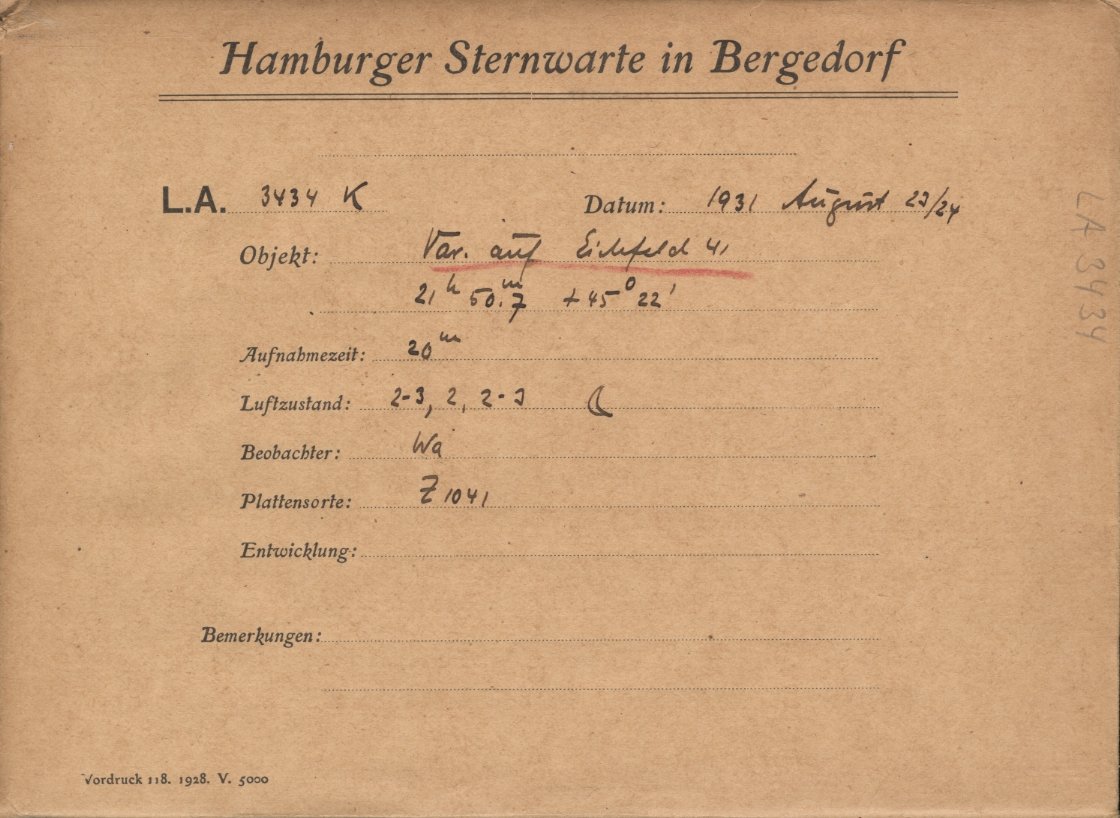 Hamburger Sternwarte in Bergedorf
L.A. 3434 K Datum: 1931 August 23/24
Objekt: Var. auf Eichfeld 41
21h 50.m7 +45° 22'
Aufnahmezeit: 20m
Luftzustand: 2-3, 2, 2-3
Beobachter: Wa
Plattensorte: Z 1041
Entwicklung:
Bemerkungen:
Vordruck 118. 1928. V. 5000
LA 3434